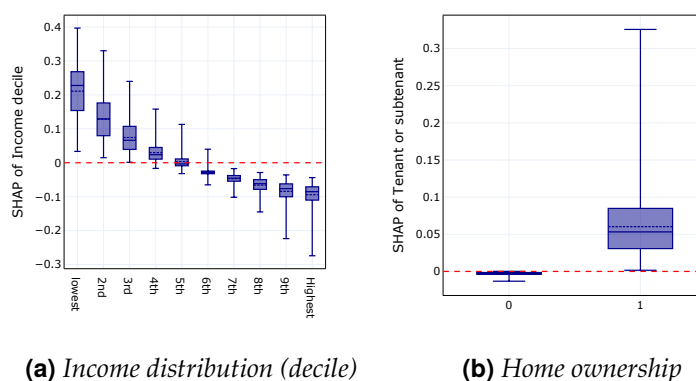 SHAP of Income decile
0.4
0.3
0.2
0.1
0
−0.1
−0.2
−0.3
lowest
2nd
3rd
4th
5th
6th
7th
8th
9th
Highest
(a) Income distribution (decile)
SHAP of Tenant or subtenant
0.3
0.25
0.2
0.15
0.1
0.05
0
0
1
(b) Home ownership